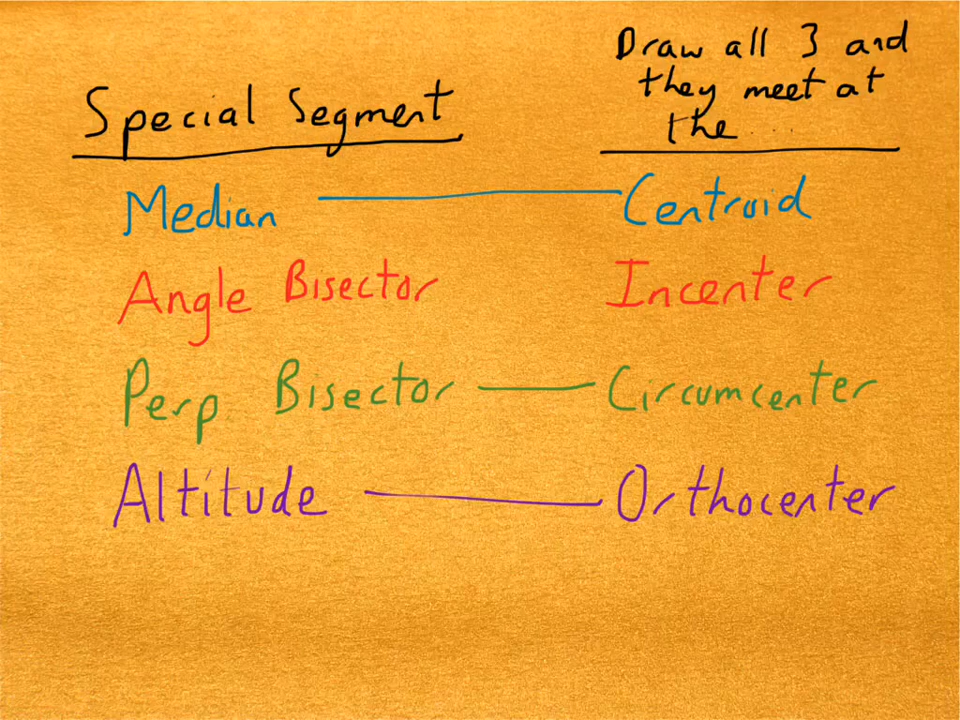 Draw all 3 and
they meet at
the ...
Special Segment
Median Centroid
Angle Bisector Incenter
Perp Bisector Circumcenter
Altitude Orthocenter